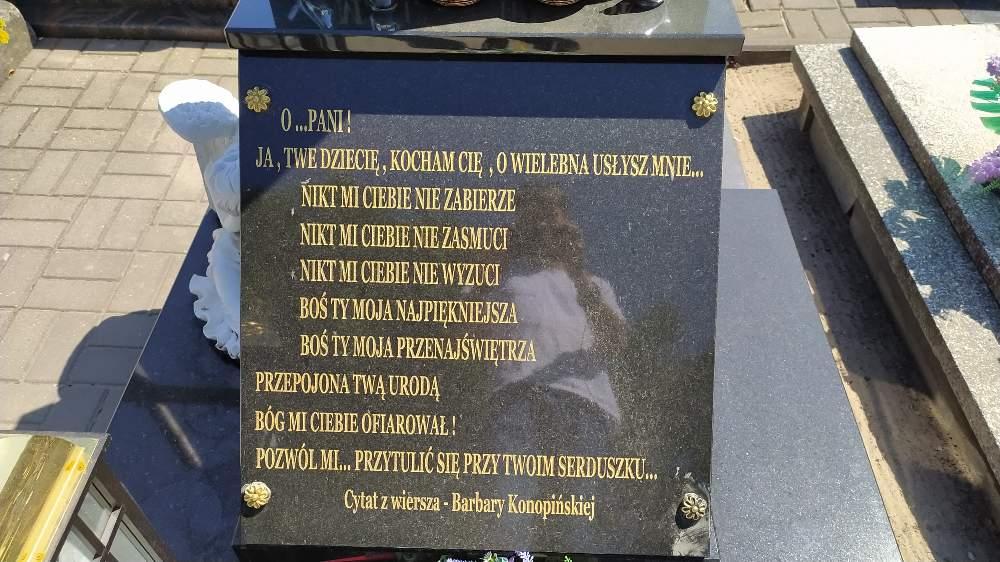 O ...PANI !
JA , TWE DZIECIĘ , KOCHAM CIĘ , O WIELEBNA USŁYSZ MNIE...
NIKT MI CIEBIE NIE ZABIERZE
NIKT MI CIEBIE NIE ZASMUCI
NIKT MI CIEBIE NIE WYZUCI
BOŚ TY MOJA NAJPIĘKNIEJSZA
BOŚ TY MOJA PRZENAJŚWIĘTRZA
PRZEPOJONA TWĄ URODĄ
BÓG MI CIEBIE OFIAROWAŁ !
POZWÓL MI... PRZYTULIĆ SIĘ PRZY TWOIM SERDUSZKU...
Cytat z wiersza - Barbary Konopińskiej